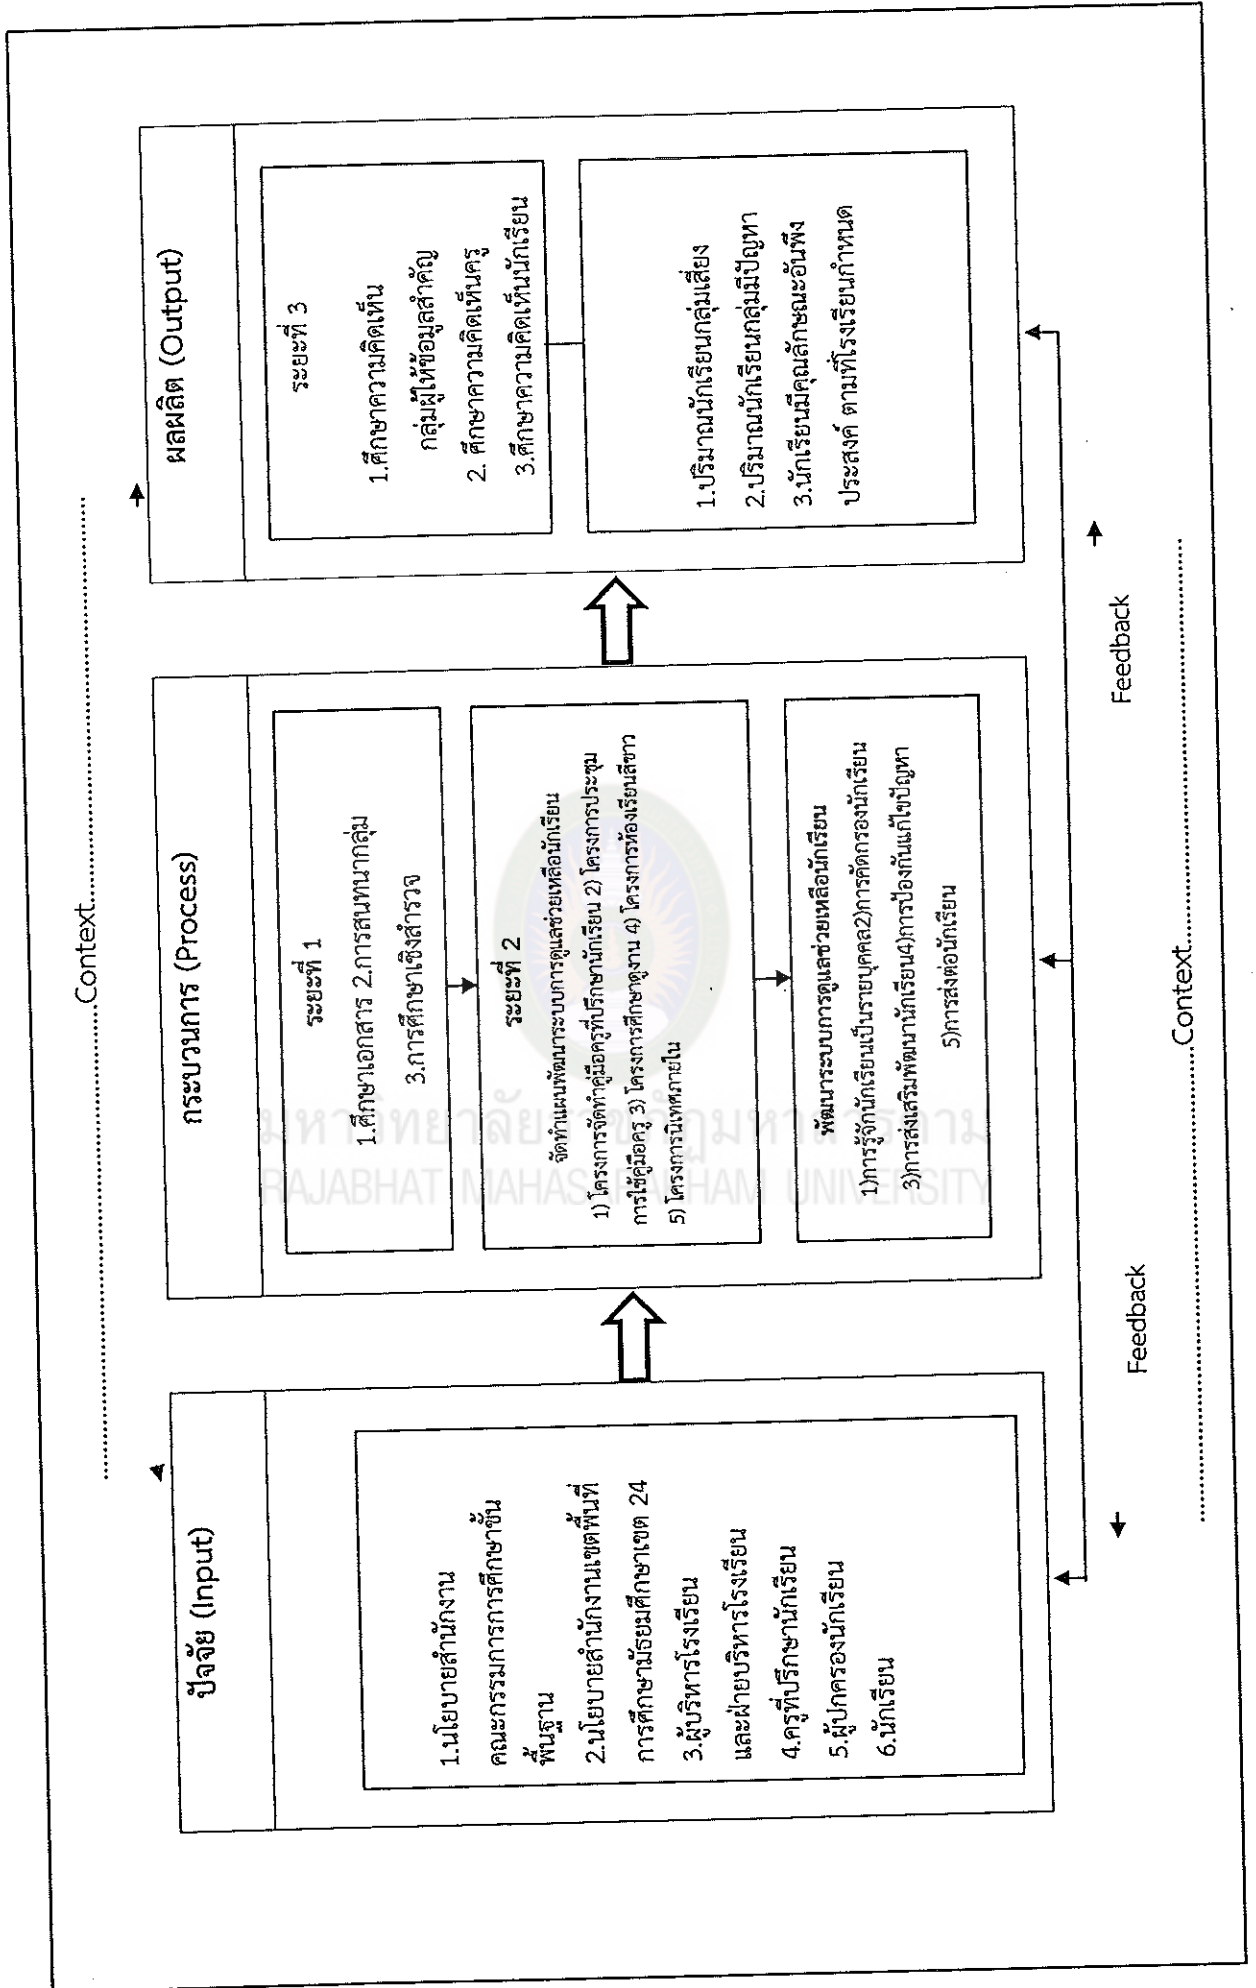 ..........Context..........
ปัจจัย (Input)
1.นโยบายสำนักงาน
คณะกรรมการการศึกษาขั้น
พื้นฐาน
2.นโยบายสำนักงานเขตพื้นที่
การศึกษามัธยมศึกษาเขต 24
3.ผู้บริหารโรงเรียน
และฝ่ายบริหารโรงเรียน
4.ครูที่ปรึกษานักเรียน
5.ผู้ปกครองนักเรียน
6.นักเรียน
กระบวนการ (Process)
ระยะที่ 1
1.ศึกษาเอกสาร 2.การสนทนากลุ่ม
3.การศึกษาเชิงสำรวจ
ระยะที่ 2
จัดทำแผนพัฒนาระบบการดูแลช่วยเหลือนักเรียน
1) โครงการจัดทำคู่มือครูที่ปรึกษานักเรียน 2) โครงการประชุม
การใช้คู่มือครู 3) โครงการศึกษาดูงาน 4) โครงการห้องเรียนสีขาว
5) โครงการนิเทศภายใน
พัฒนาระบบการดูแลช่วยเหลือนักเรียน
1)การรู้จักนักเรียนเป็นรายบุคคล2)การคัดกรองนักเรียน
3)การส่งเสริมพัฒนานักเรียน4)การป้องกันแก้ไขปัญหา
5)การส่งต่อนักเรียน
ผลผลิต (Output)
ระยะที่ 3
1.ศึกษาความคิดเห็น
กลุ่มผู้ให้ข้อมูลสำคัญ
2. ศึกษาความคิดเห็นครู
3.ศึกษาความคิดเห็นนักเรียน
1.ปริมาณนักเรียนกลุ่มเสี่ยง
2.ปริมาณนักเรียนกลุ่มมีปัญหา
3.นักเรียนมีคุณลักษณะอันพึง
ประสงค์ ตามที่โรงเรียนกำหนด
มหาวิทยาลัยราชภัฏมหาสารคาม
RAJABHAT MAHASARAKHAM UNIVERSITY
Feedback
Feedback
..........Context..........